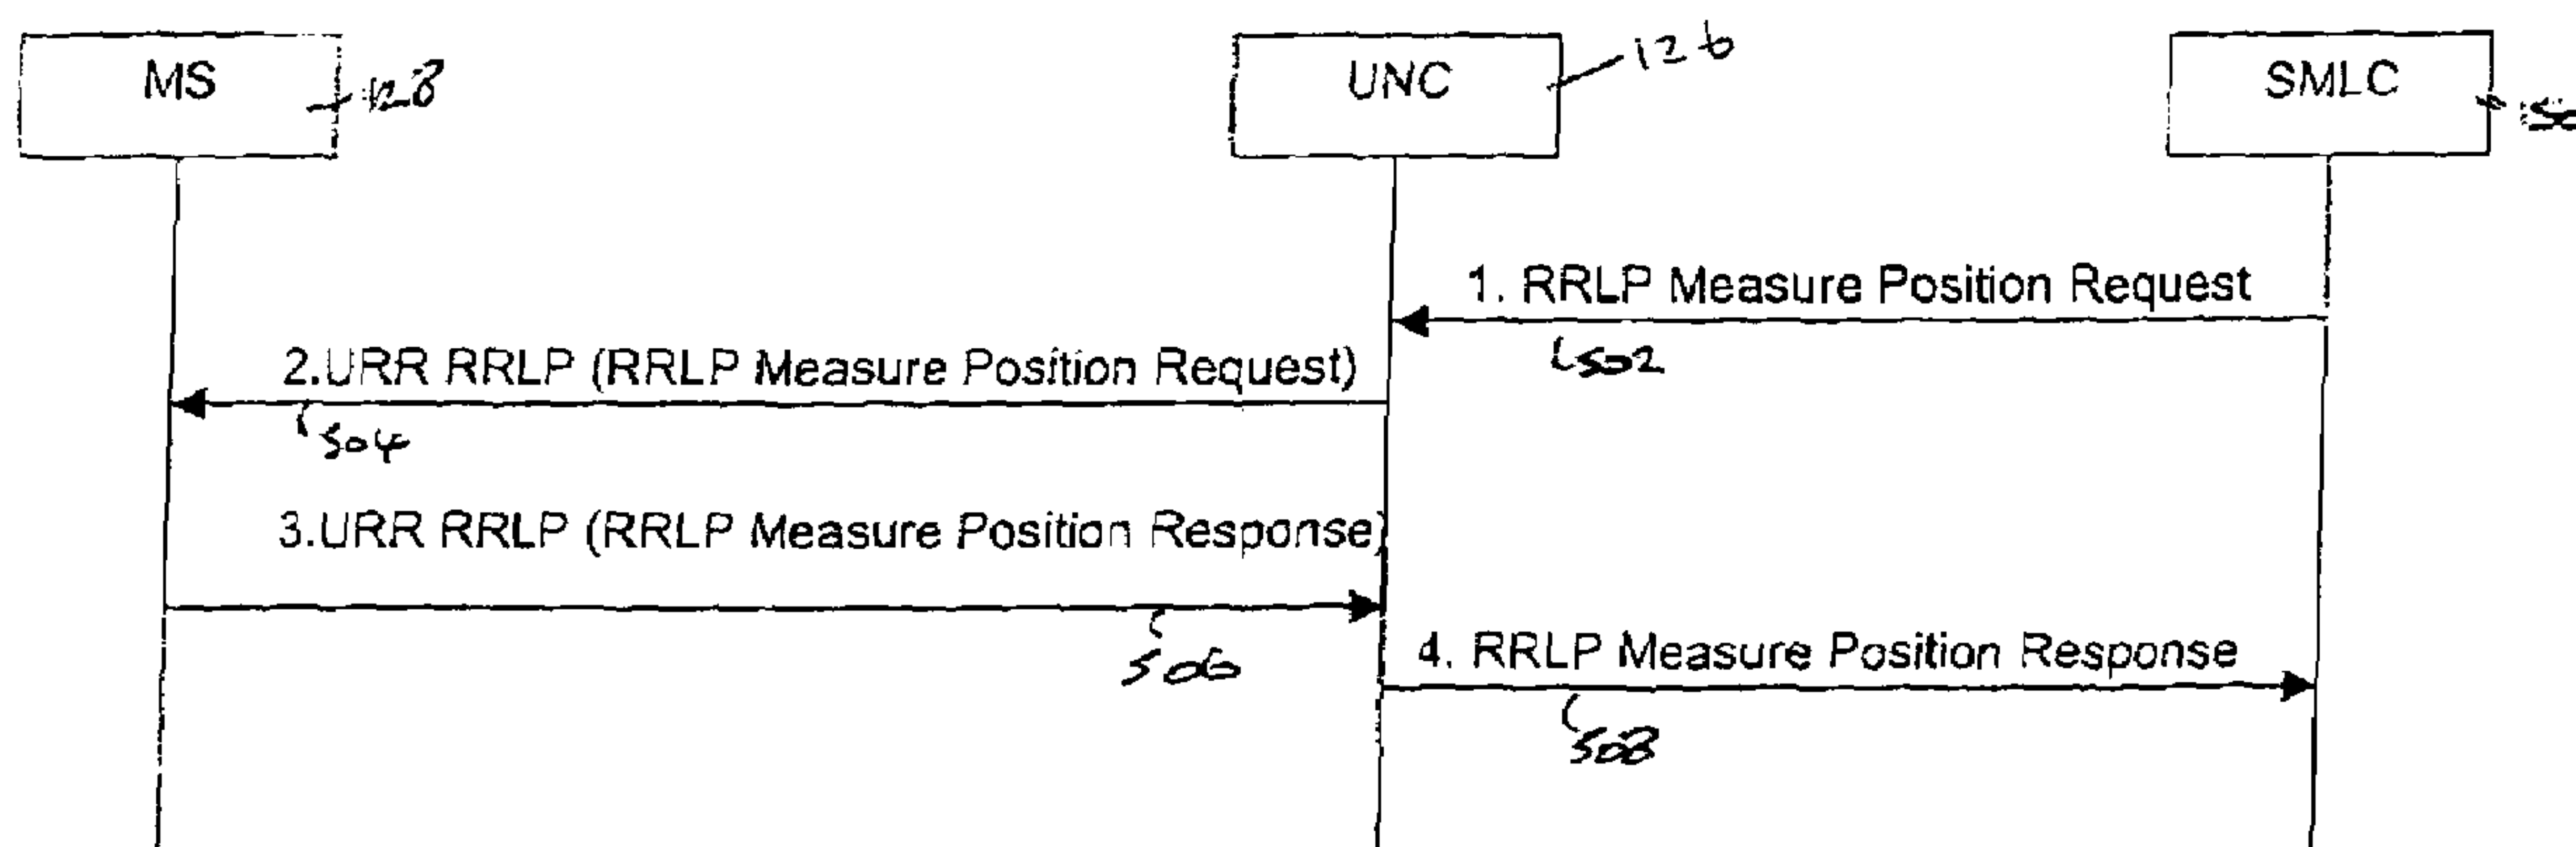 MS
128
UNC
126
SMLC
1. RRLP Measure Position Request
502
2.URR RRLP (RRLP Measure Position Request)
504
3.URR RRLP (RRLP Measure Position Response)
506
4. RRLP Measure Position Response
508